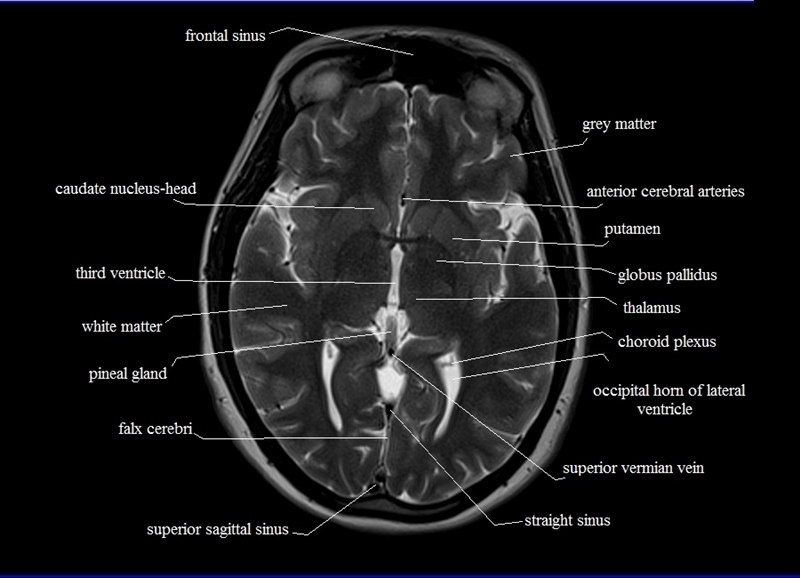 frontal sinus
grey matter
caudate nucleus-head
anterior cerebral arteries
putamen
third ventricle
globus pallidus
thalamus
white matter
choroid plexus
pineal gland
occipital horn of lateral
ventricle
falx cerebri
superior vermian vein
superior sagittal sinus
straight sinus